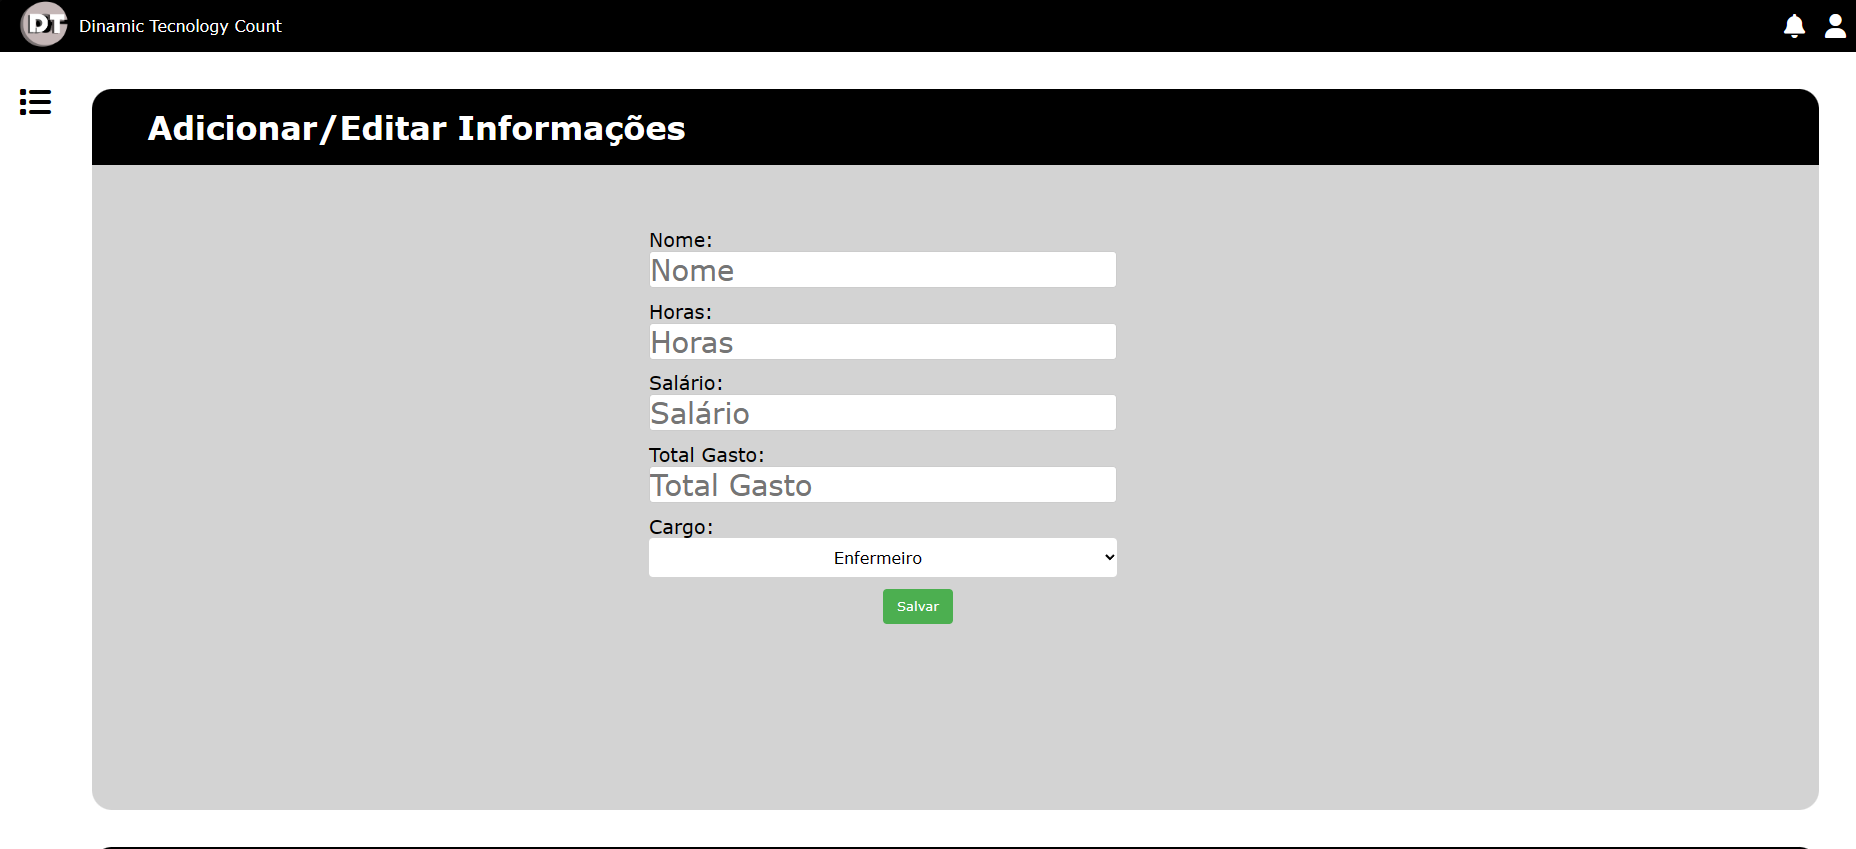 DT
Dinamic Tecnology Count
Adicionar/Editar Informações
Nome:
Nome
Horas:
Horas
Salário:
Salário
Total Gasto:
Total Gasto
Cargo:
Enfermeiro
Salvar